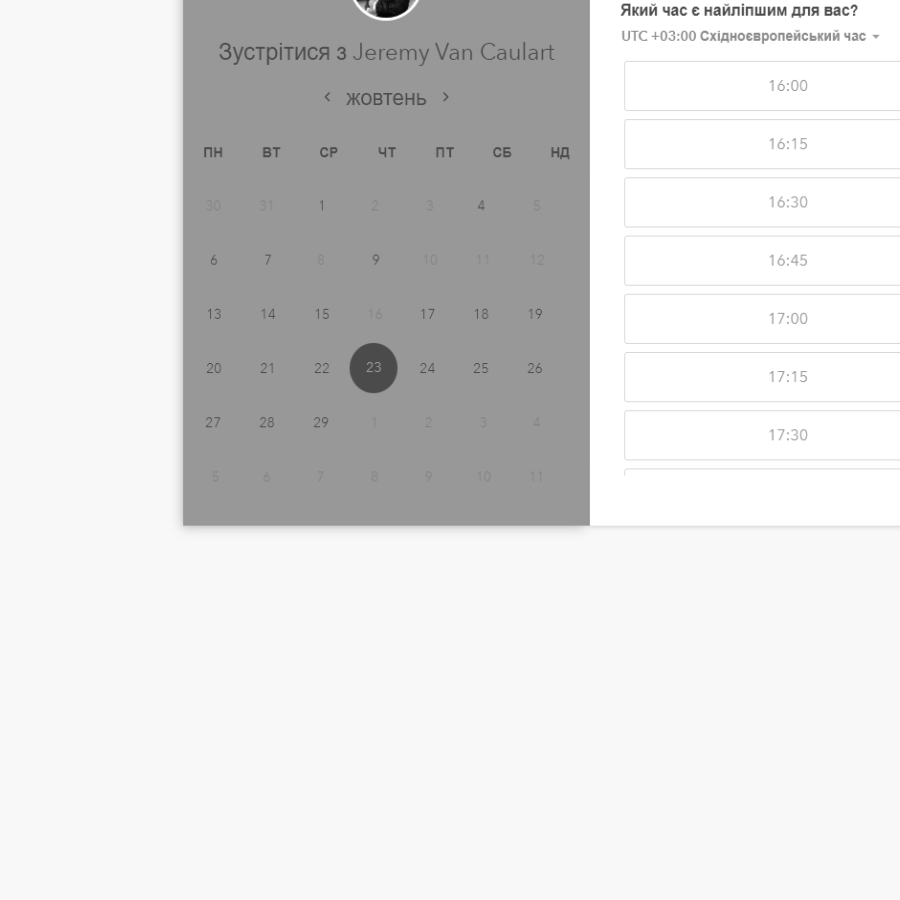 Зустрітися з Jeremy Van Caulart
жовтень
ПН ВТ СР ЧТ ПТ СБ НД
30 31 1 2 3 4 5
6 7 8 9 10 11 12
13 14 15 16 17 18 19
20 21 22 23 24 25 26
27 28 29 1 2 3 4
5 6 7 8 9 10 11
Який час є найліпшим для вас?
UTC +03:00 Східноєвропейський час
16:00
16:15
16:30
16:45
17:00
17:15
17:30